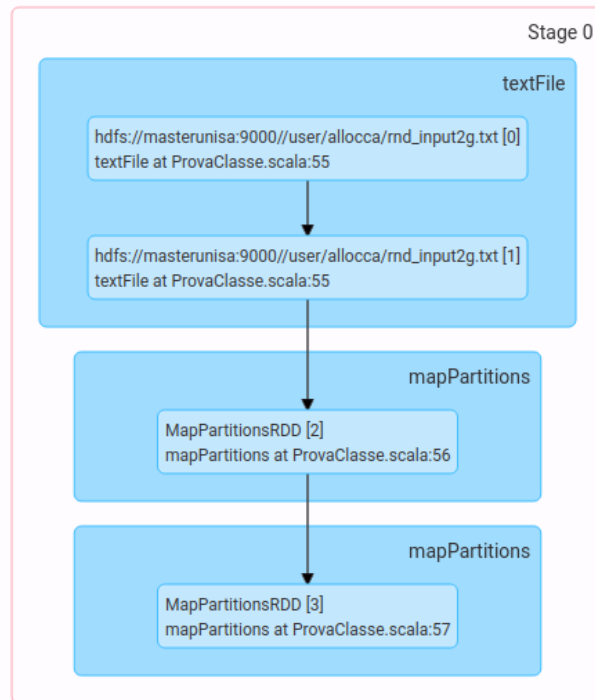 Stage 0
textFile
hdfs://masterunisa:9000//user/allocca/rnd_input2g.txt [0]
textFile at ProvaClasse.scala:55
hdfs://masterunisa:9000//user/allocca/rnd_input2g.txt [1]
textFile at ProvaClasse.scala:55
mapPartitions
MapPartitionsRDD [2]
mapPartitions at ProvaClasse.scala:56
mapPartitions
MapPartitionsRDD [3]
mapPartitions at ProvaClasse.scala:57